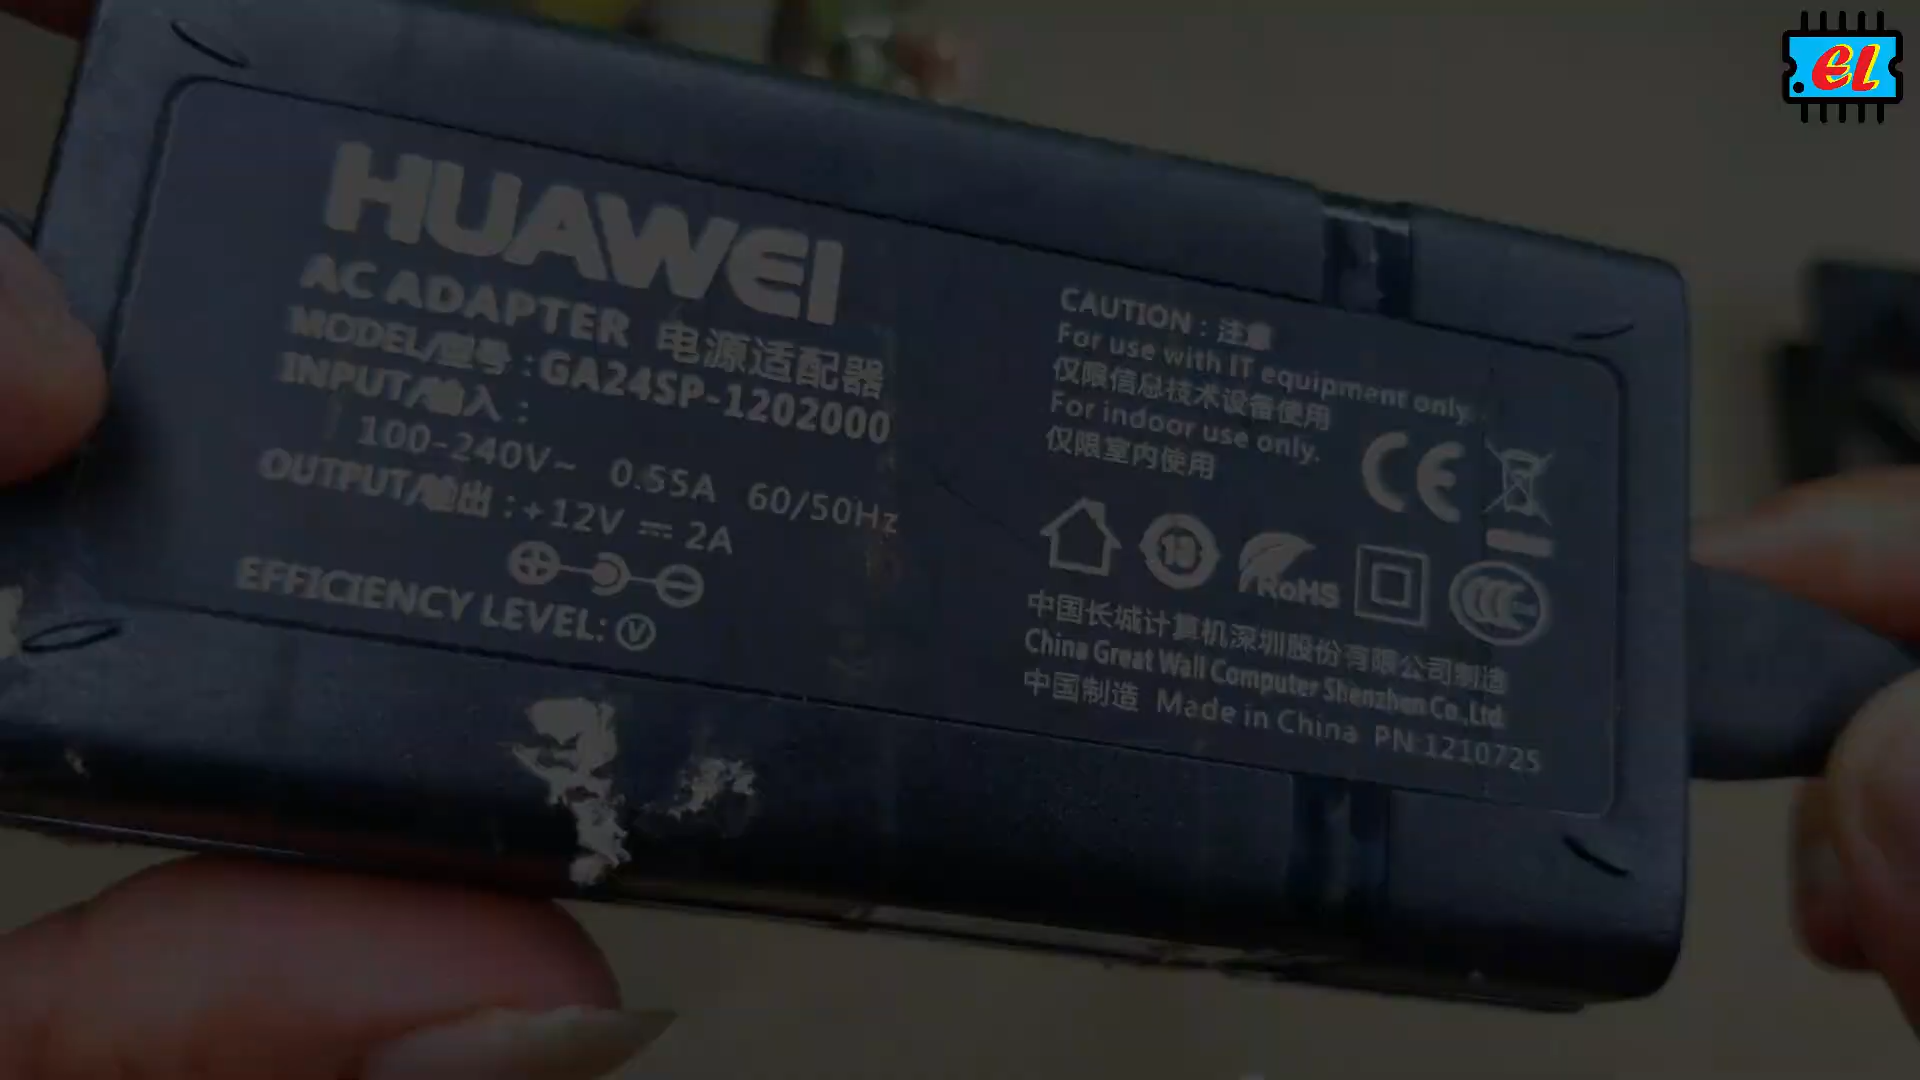 EL
HUAWEI
AC ADAPTER 电源适配器
MODEL/型号 : GA24SP-1202000
INPUT/输入 :
100-240V~ 0.55A 60/50Hz
OUTPUT/输出 : +12V ⎓ 2A
EFFICIENCY LEVEL: V
CAUTION : 注意
For use with IT equipment only.
仅限信息技术设备使用
For indoor use only.
仅限室内使用
CE
RoHS
中国长城计算机深圳股份有限公司制造
China Great Wall Computer Shenzhen Co.,Ltd.
中国制造 Made in China PN:1210725